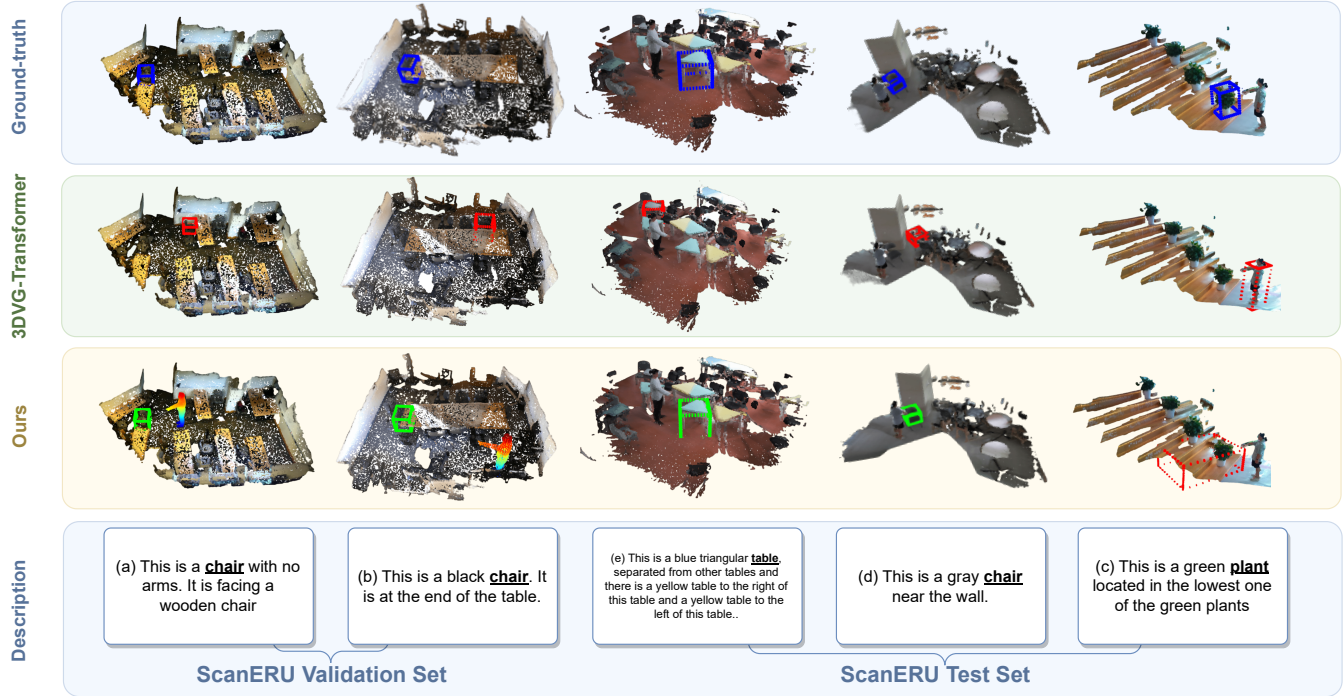 Ground-truth
3DVG-Transformer
Ours
Description
(a) This is a chair with no
arms. It is facing a
wooden chair
(b) This is a black chair. It
is at the end of the table.
(e) This is a blue triangular table,
separated from other tables and
there is a yellow table to the right of
this table and a yellow table to the
left of this table..
(d) This is a gray chair
near the wall.
(c) This is a green plant
located in the lowest one
of the green plants
ScanERU Validation Set
ScanERU Test Set